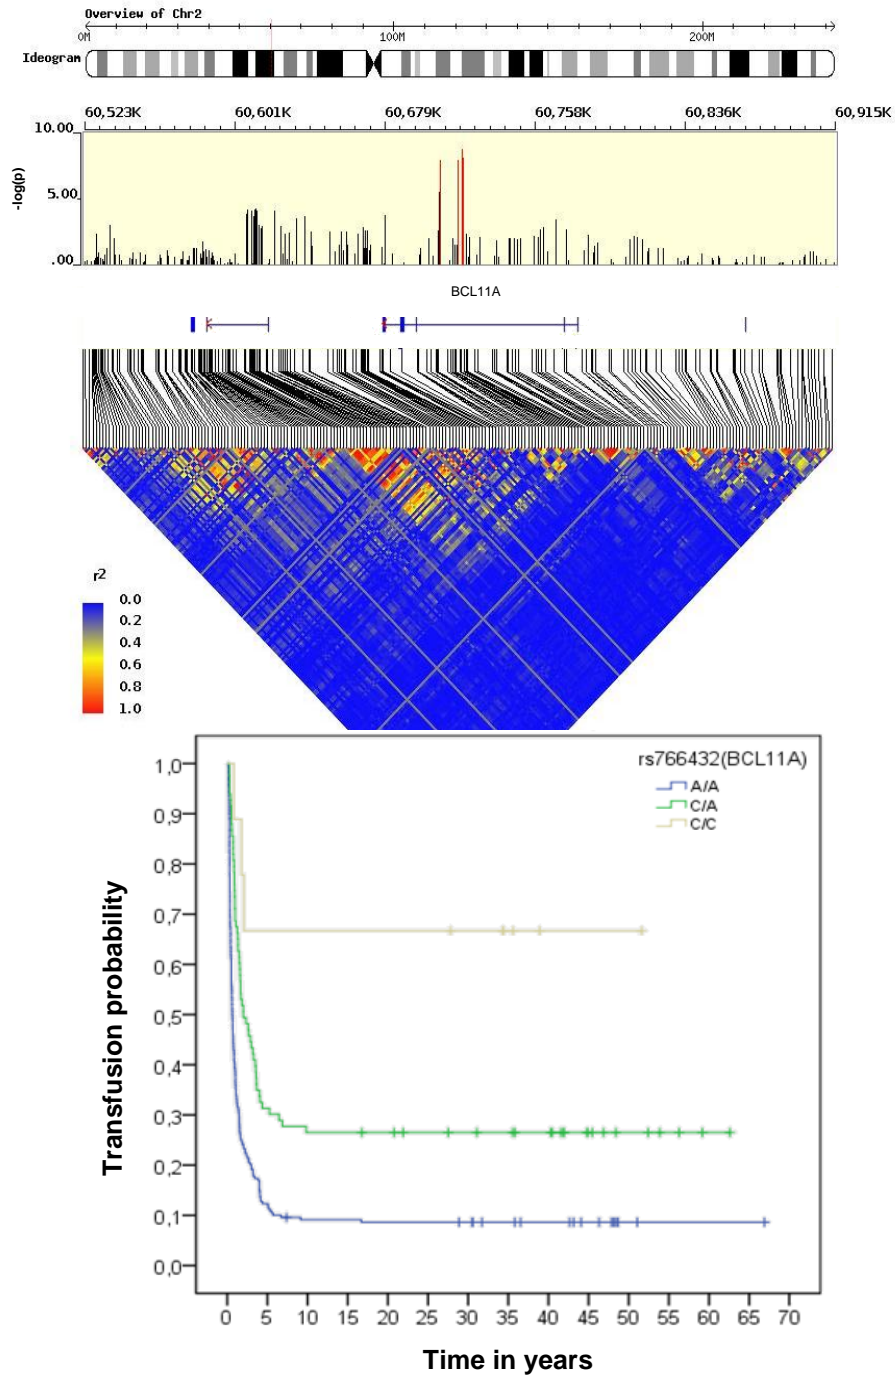 Overview of Chr2
0M 100M 200M
Ideogram
60,523K 60,601K 60,679K 60,758K 60,836K 60,915K
10.00
5.00
.00
-log(p)
BCL11A
r2
0.0
0.2
0.4
0.6
0.8
1.0
rs766432(BCL11A)
A/A
C/A
C/C
1,0
0,9
0,8
0,7
0,6
0,5
0,4
0,3
0,2
0,1
0,0
Transfusion probability
0 5 10 15 20 25 30 35 40 45 50 55 60 65 70
Time in years